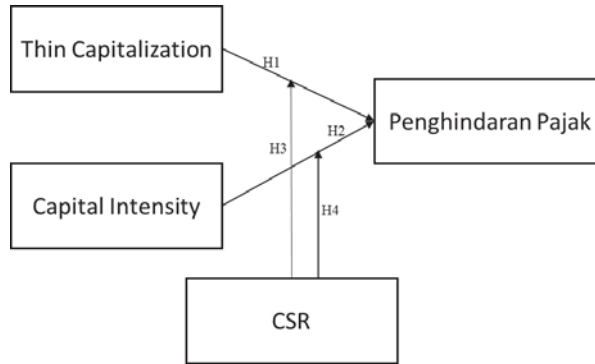 Thin Capitalization
H1
Penghindaran Pajak
H2
H3
Capital Intensity
H4
CSR